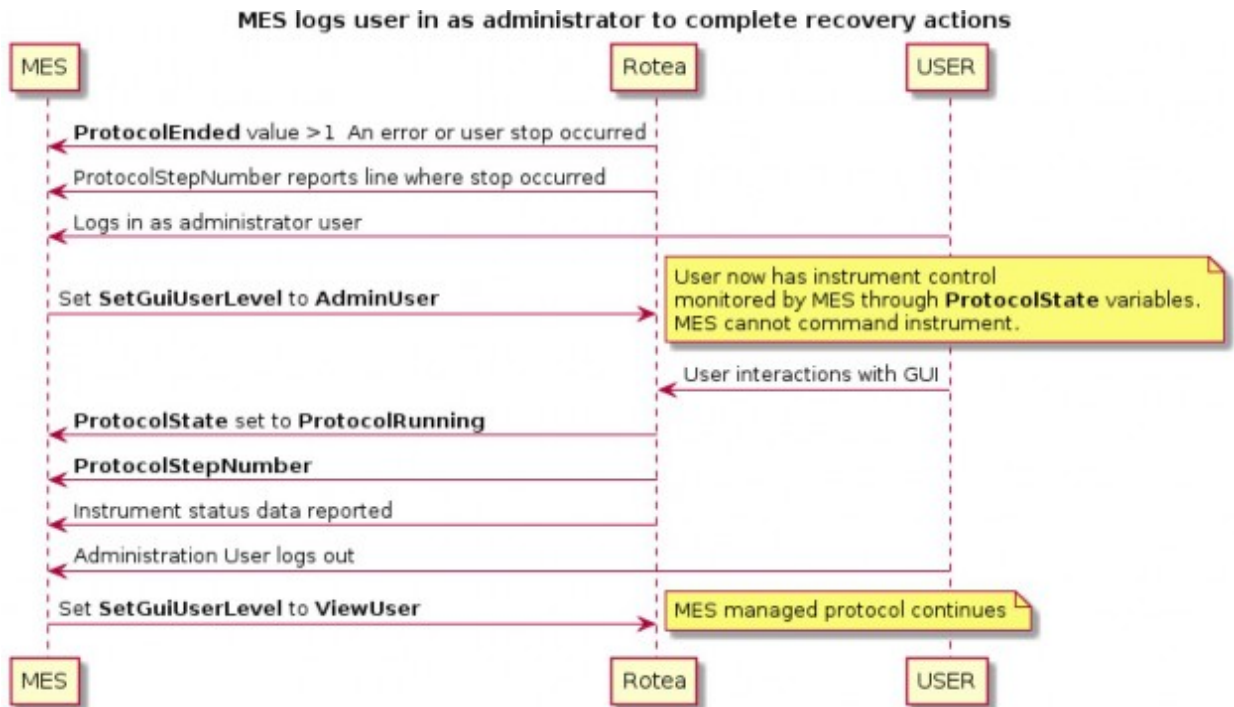 MES logs user in as administrator to complete recovery actions
MES
Rotea
USER
ProtocolEnded value >1  An error or user stop occurred
ProtocolStepNumber reports line where stop occurred
Logs in as administrator user
Set SetGuiUserLevel to AdminUser
User now has instrument control
monitored by MES through ProtocolState variables.
MES cannot command instrument.
User interactions with GUI
ProtocolState set to ProtocolRunning
ProtocolStepNumber
Instrument status data reported
Administration User logs out
Set SetGuiUserLevel to ViewUser
MES managed protocol continues
MES
Rotea
USER